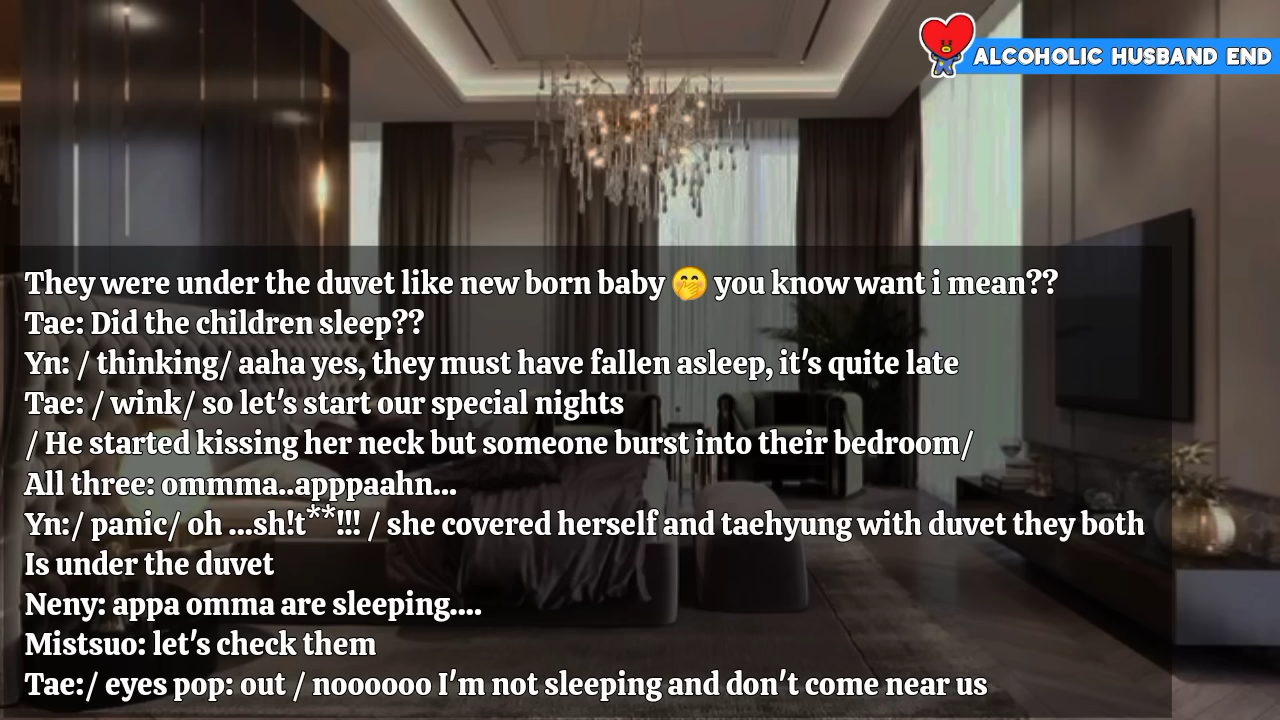 ALCOHOLIC HUSBAND END
They were under the duvet like new born baby 🤭 you know want i mean??
Tae: Did the children sleep??
Yn: / thinking/ aaha yes, they must have fallen asleep, it's quite late
Tae: / wink/ so let's start our special nights
/ He started kissing her neck but someone burst into their bedroom/
All three: ommma..apppaahn...
Yn:/ panic/ oh ...sh!t**!!! / she covered herself and taehyung with duvet they both
Is under the duvet
Neny: appa omma are sleeping....
Mistsuo: let's check them
Tae:/ eyes pop: out / noooooo I'm not sleeping and don't come near us